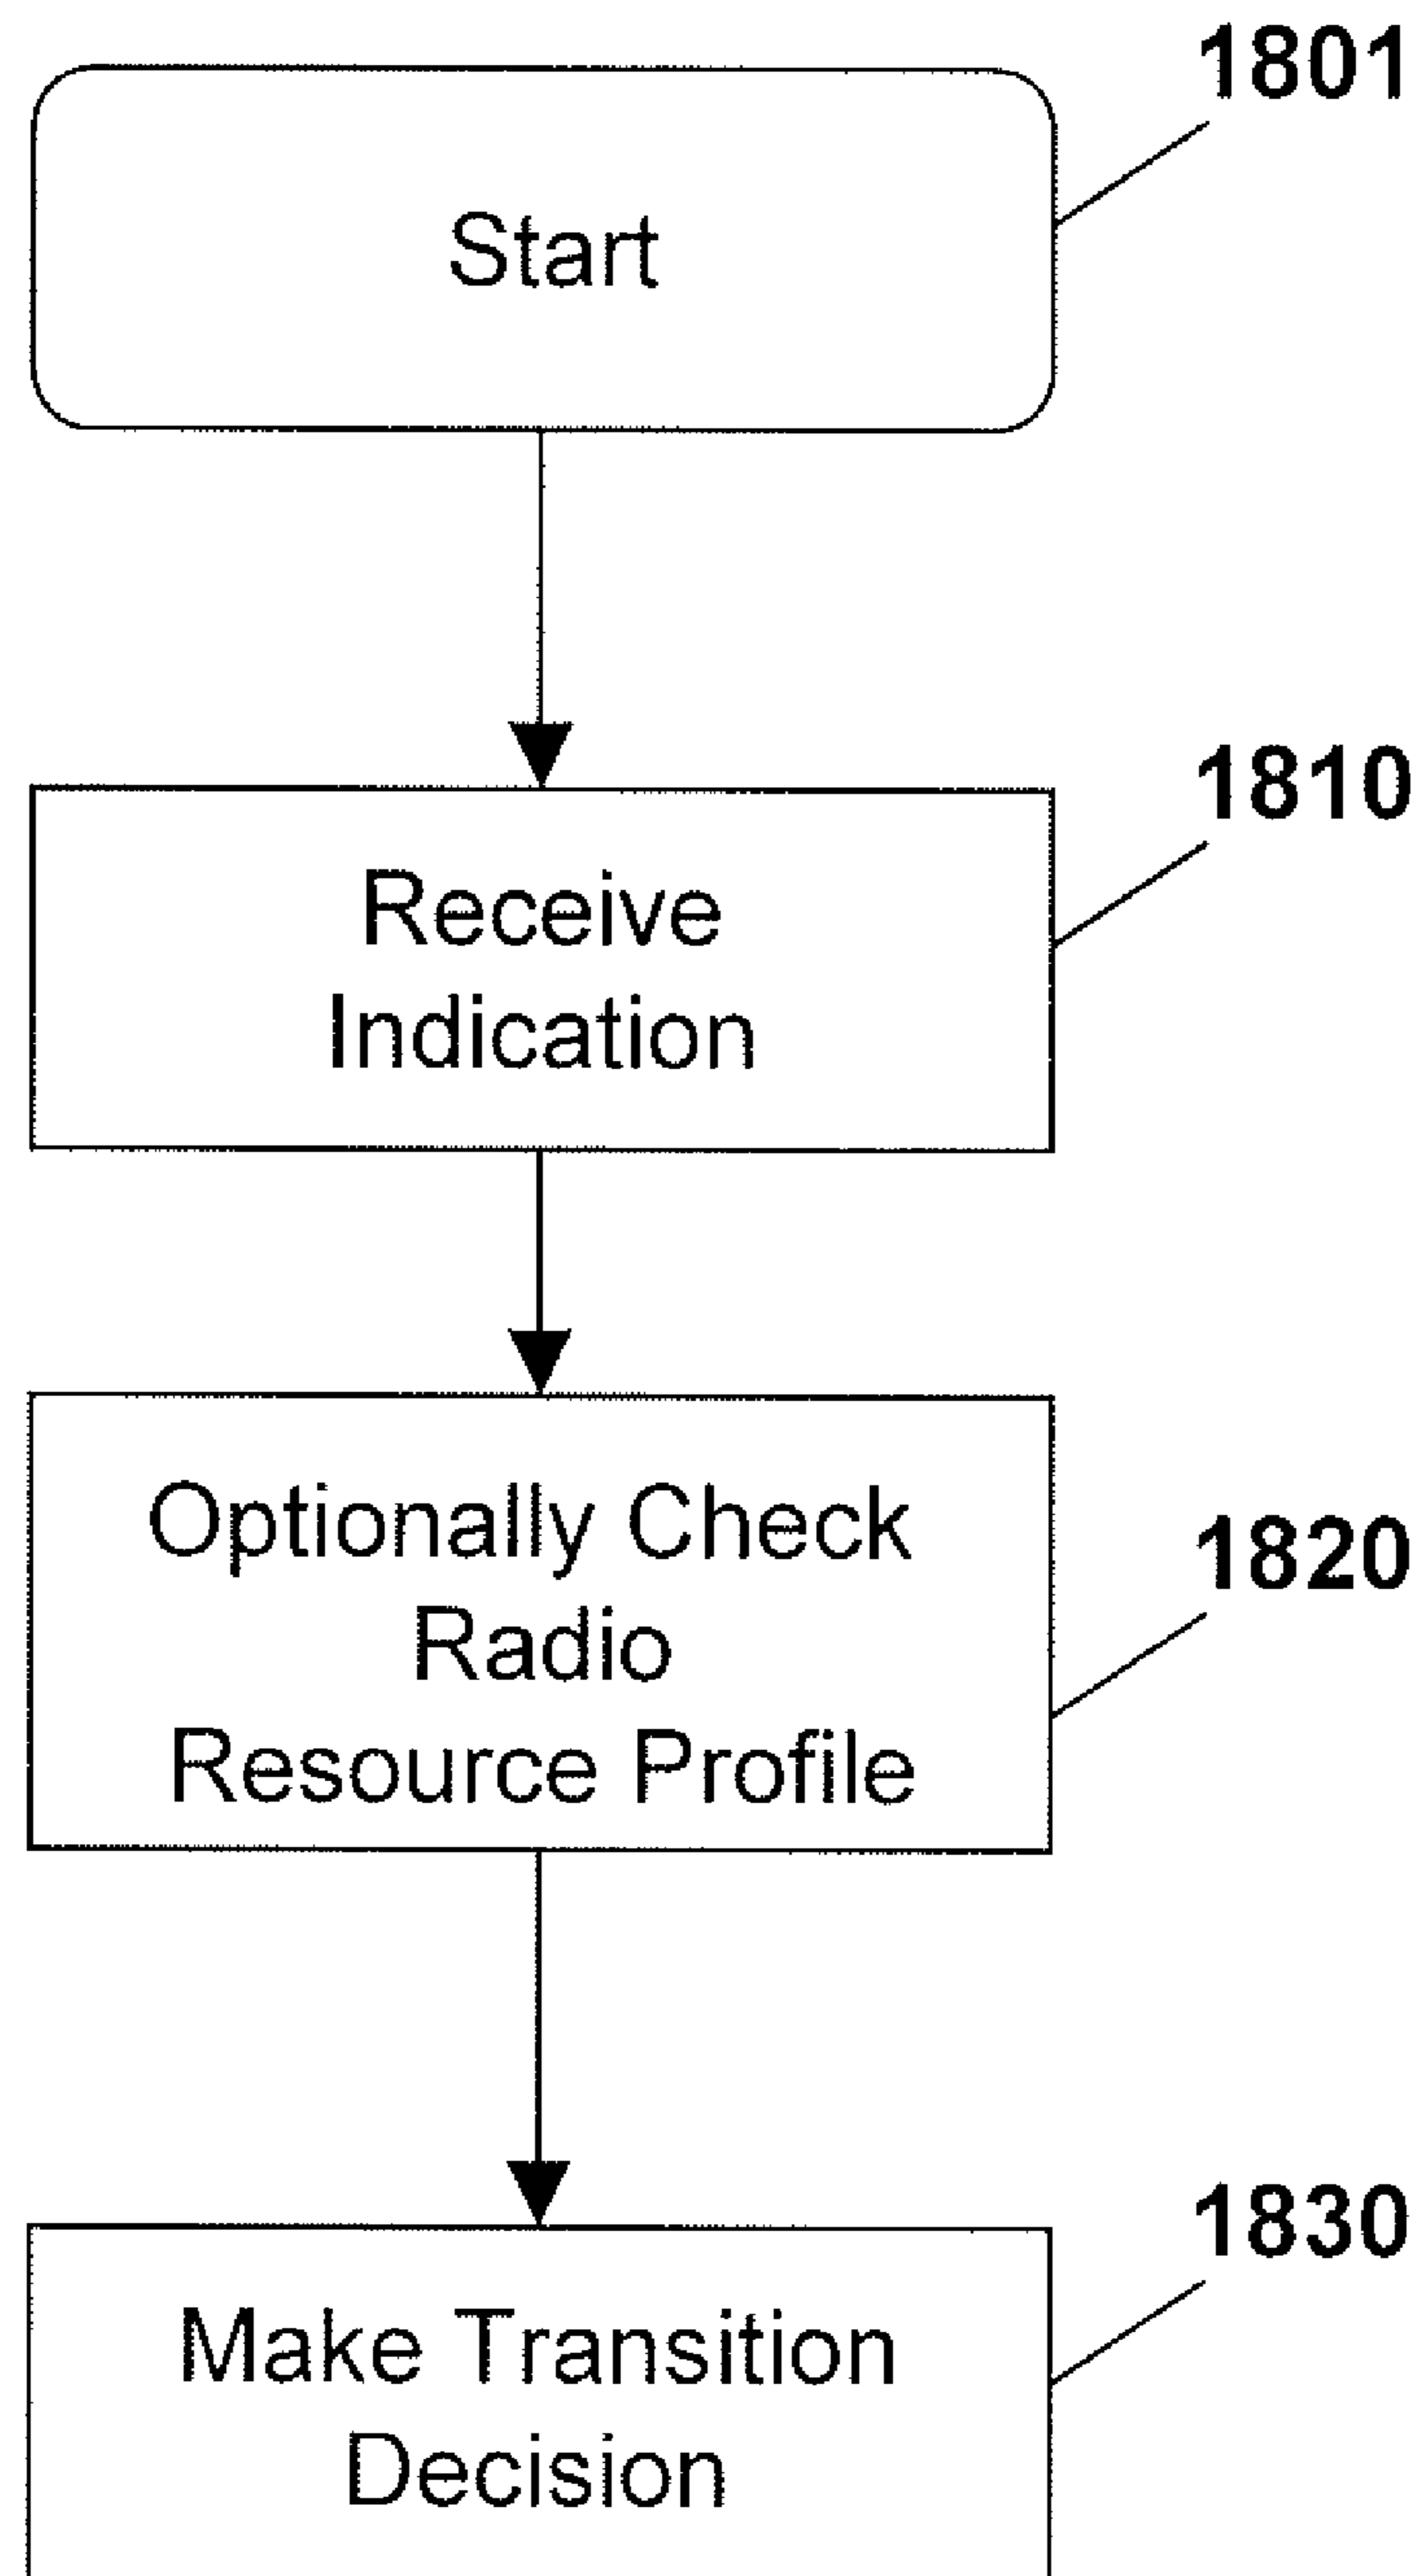 1801
Start
1810
Receive
Indication
Optionally Check
1820
Radio
Resource Profile
1830
Make Transition
Decision